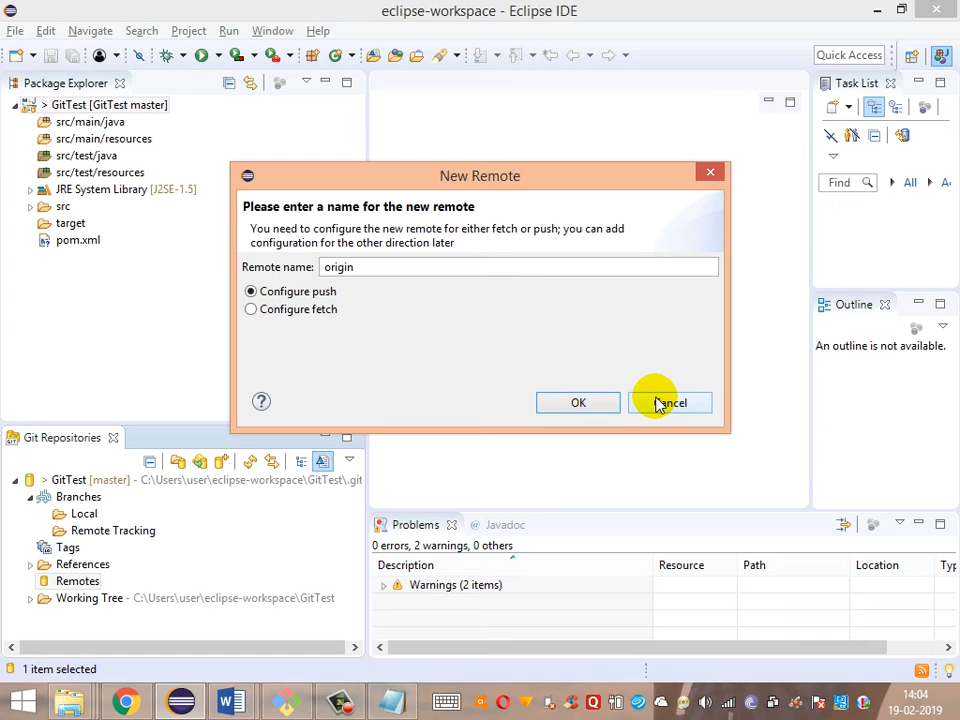 eclipse-workspace - Eclipse IDE
File Edit Navigate Search Project Run Window Help
Quick Access
Package Explorer
> GitTest [GitTest master]
src/main/java
src/main/resources
src/test/java
src/test/resources
JRE System Library [J2SE-1.5]
> src
target
pom.xml
Task List
Find All
New Remote
Please enter a name for the new remote
You need to configure the new remote for either fetch or push; you can add
configuration for the other direction later
Remote name: origin
Configure push
Configure fetch
OK
Outline
An outline is not available.
Git Repositories
> GitTest [master] - C:\Users\user\eclipse-workspace\GitTest\.git
Branches
Local
Remote Tracking
Tags
References
Remotes
Working Tree - C:\Users\user\eclipse-workspace\GitTest
Problems @ Javadoc
0 errors, 2 warnings, 0 others
Description Resource Path Location
Warnings (2 items)
1 item selected
14:04
19-02-2019